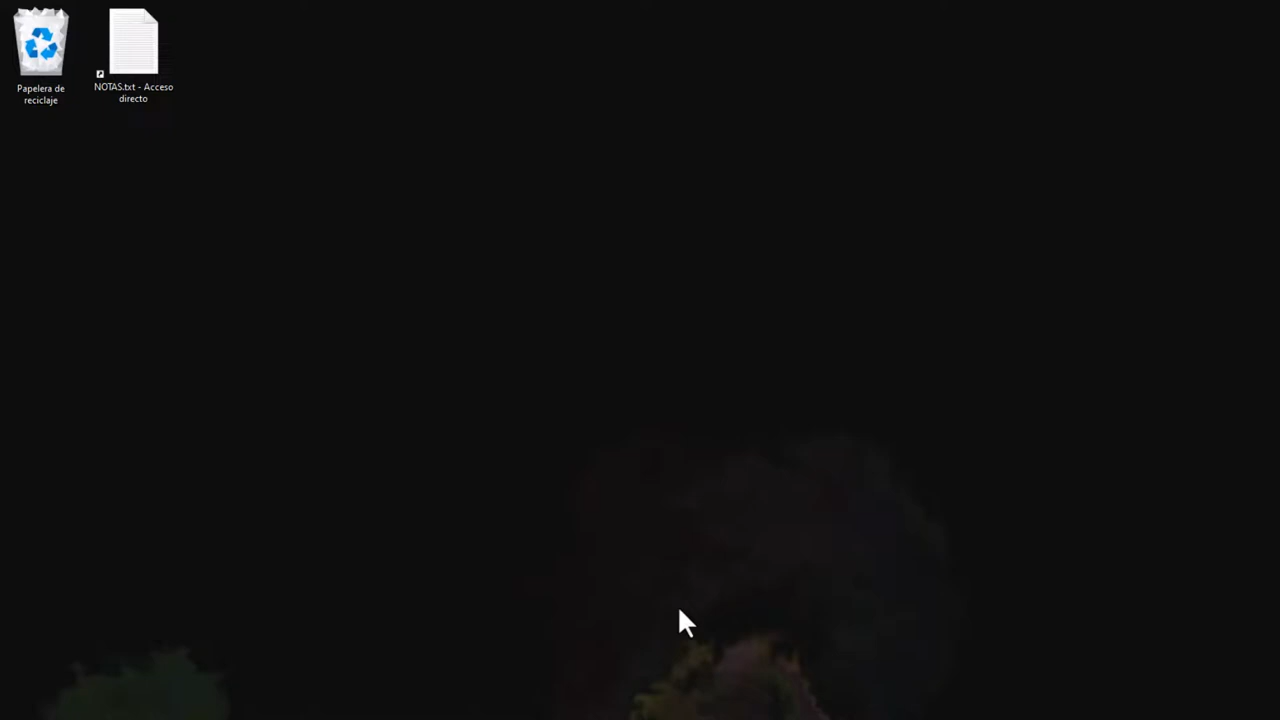 Papelera de
reciclaje
NOTAS.txt - Acceso
directo